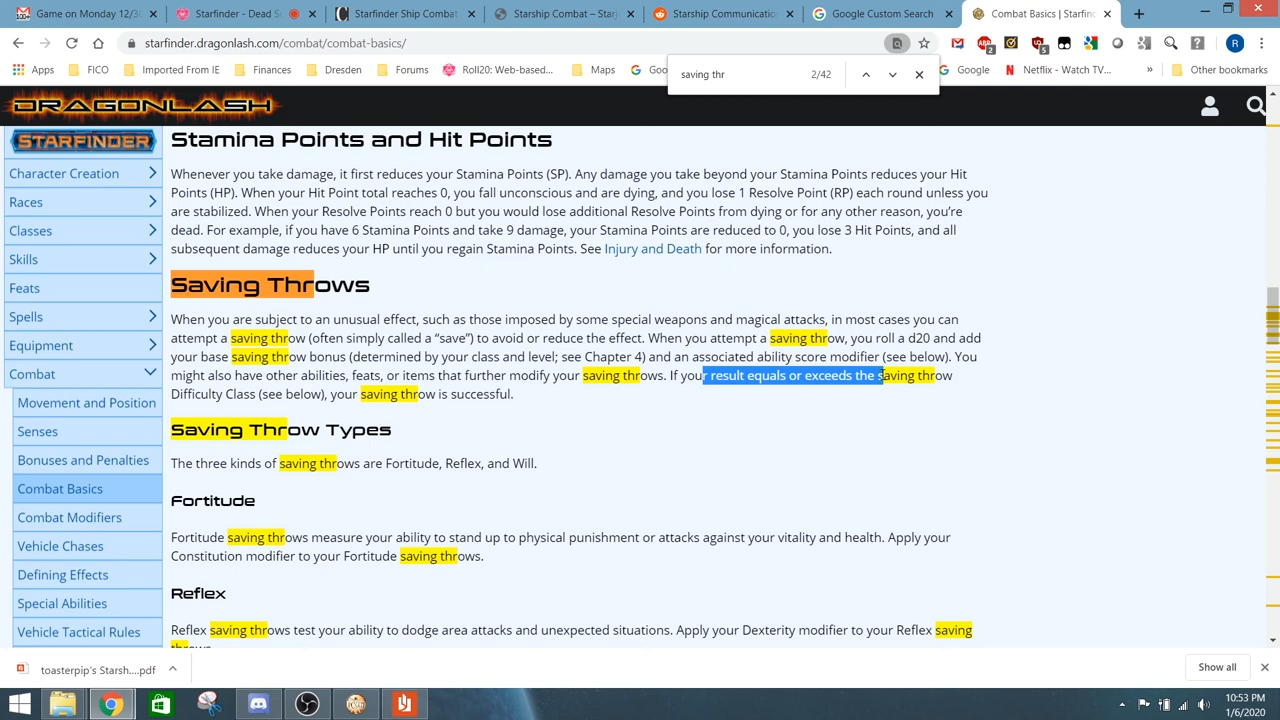 Game on Monday 12/30
Starfinder - Dead S
Starfinder Ship Combat
Starship Combat – Starj
Starship Communicatio
Google Custom Search
Combat Basics | Starfin
starfinder.dragonlash.com/combat/combat-basics/
Apps
FICO
Imported From IE
Finances
Dresden
Forums
Roll20: Web-based...
Maps
Goo
Google
Netflix - Watch TV...
»
Other bookmarks
saving thr
2/42
DRAGONLASH
STARFINDER
Character Creation
Races
Classes
Skills
Feats
Spells
Equipment
Combat
Movement and Position
Senses
Bonuses and Penalties
Combat Basics
Combat Modifiers
Vehicle Chases
Defining Effects
Special Abilities
Vehicle Tactical Rules
Stamina Points and Hit Points
Whenever you take damage, it first reduces your Stamina Points (SP). Any damage you take beyond your Stamina Points reduces your Hit
Points (HP). When your Hit Point total reaches 0, you fall unconscious and are dying, and you lose 1 Resolve Point (RP) each round unless you
are stabilized. When your Resolve Points reach 0 but you would lose additional Resolve Points from dying or for any other reason, you're
dead. For example, if you have 6 Stamina Points and take 9 damage, your Stamina Points are reduced to 0, you lose 3 Hit Points, and all
subsequent damage reduces your HP until you regain Stamina Points. See Injury and Death for more information.
Saving Throws
When you are subject to an unusual effect, such as those imposed by some special weapons and magical attacks, in most cases you can
attempt a saving throw (often simply called a “save”) to avoid or reduce the effect. When you attempt a saving throw, you roll a d20 and add
your base saving throw bonus (determined by your class and level; see Chapter 4) and an associated ability score modifier (see below). You
might also have other abilities, feats, or items that further modify your saving throws. If your result equals or exceeds the saving throw
Difficulty Class (see below), your saving throw is successful.
Saving Throw Types
The three kinds of saving throws are Fortitude, Reflex, and Will.
Fortitude
Fortitude saving throws measure your ability to stand up to physical punishment or attacks against your vitality and health. Apply your
Constitution modifier to your Fortitude saving throws.
Reflex
Reflex saving throws test your ability to dodge area attacks and unexpected situations. Apply your Dexterity modifier to your Reflex saving
throws.
toasterpip's Starsh....pdf
Show all
10:53 PM
1/6/2020